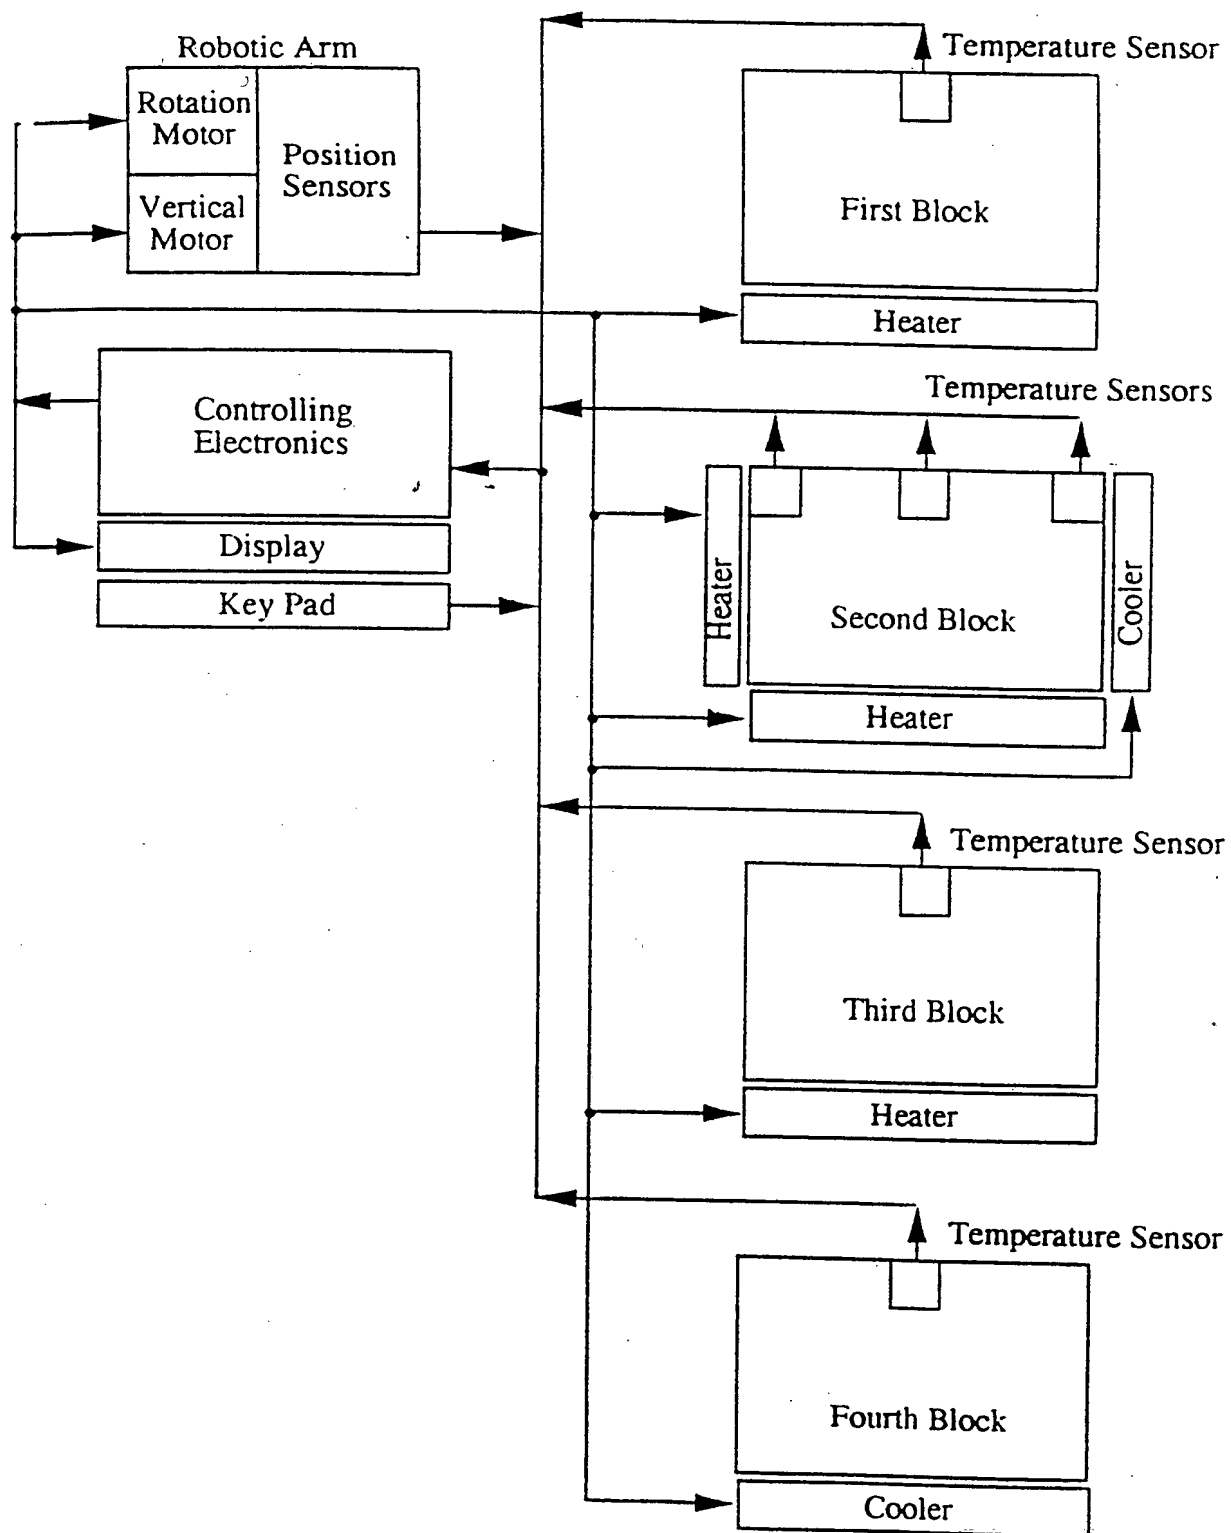 Robotic Arm
Rotation
Motor
Vertical
Motor
Position
Sensors
Controlling
Electronics
Display
Key Pad
Temperature Sensor
First Block
Heater
Temperature Sensors
Heater
Second Block
Cooler
Heater
Temperature Sensor
Third Block
Heater
Temperature Sensor
Fourth Block
Cooler